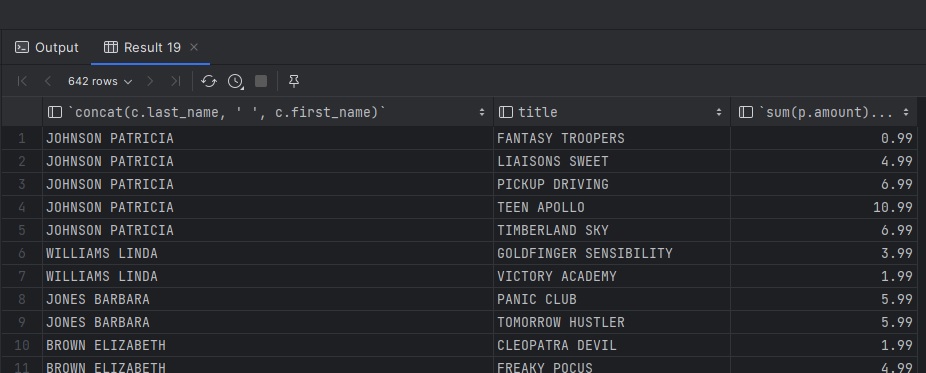 Output Result 19
642 rows
`concat(c.last_name, ' ', c.first_name)` title `sum(p.amount)...
1 JOHNSON PATRICIA FANTASY TROOPERS 0.99
2 JOHNSON PATRICIA LIAISONS SWEET 4.99
3 JOHNSON PATRICIA PICKUP DRIVING 6.99
4 JOHNSON PATRICIA TEEN APOLLO 10.99
5 JOHNSON PATRICIA TIMBERLAND SKY 6.99
6 WILLIAMS LINDA GOLDFINGER SENSIBILITY 3.99
7 WILLIAMS LINDA VICTORY ACADEMY 1.99
8 JONES BARBARA PANIC CLUB 5.99
9 JONES BARBARA TOMORROW HUSTLER 5.99
10 BROWN ELIZABETH CLEOPATRA DEVIL 1.99
11 BROWN ELIZABETH FREAKY POCUS 4.99